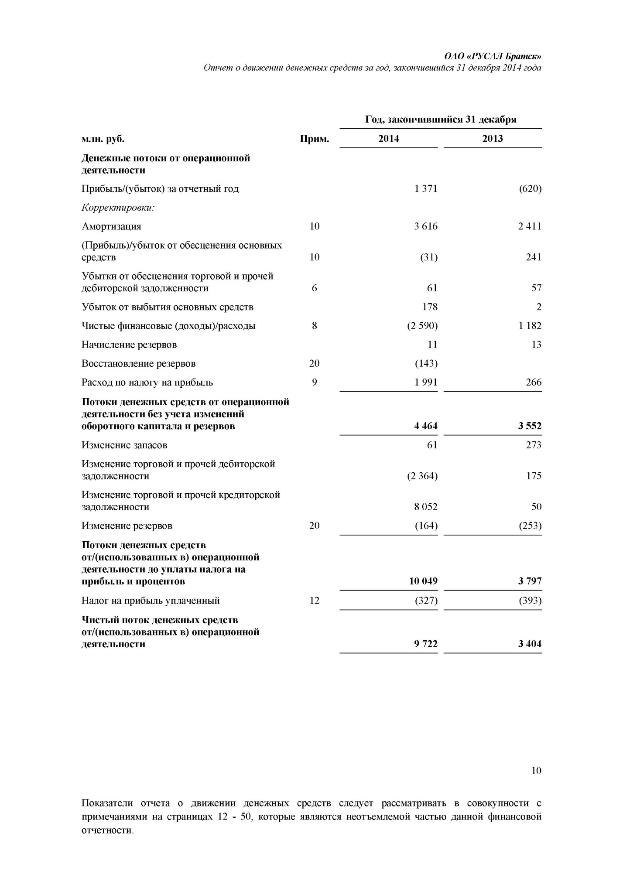 ОАО «РУСАЛ Братск»
Отчет о движении денежных средств за год, закончившийся 31 декабря 2014 года
Год, закончившийся 31 декабря
млн. руб. Прим. 2014 2013
Денежные потоки от операционной
деятельности
Прибыль/(убыток) за отчетный год 1 371 (620)
Корректировки:
Амортизация 10 3 616 2 411
(Прибыль)/убыток от обесценения основных
средств 10 (31) 241
Убытки от обесценения торговой и прочей
дебиторской задолженности 6 61 57
Убыток от выбытия основных средств 178 2
Чистые финансовые (доходы)/расходы 8 (2 590) 1 182
Начисление резервов 11 13
Восстановление резервов 20 (143)
Расход по налогу на прибыль 9 1 991 266
Потоки денежных средств от операционной
деятельности без учета изменений
оборотного капитала и резервов 4 464 3 552
Изменение запасов 61 273
Изменение торговой и прочей дебиторской
задолженности (2 364) 175
Изменение торговой и прочей кредиторской
задолженности 8 052 50
Изменение резервов 20 (164) (253)
Потоки денежных средств
от/(использованных в) операционной
деятельности до уплаты налога на
прибыль и процентов 10 049 3 797
Налог на прибыль уплаченный 12 (327) (393)
Чистый поток денежных средств
от/(использованных в) операционной
деятельности 9 722 3 404
10
Показатели отчета о движении денежных средств следует рассматривать в совокупности с
примечаниями на страницах 12 - 50, которые являются неотъемлемой частью данной финансовой
отчетности.